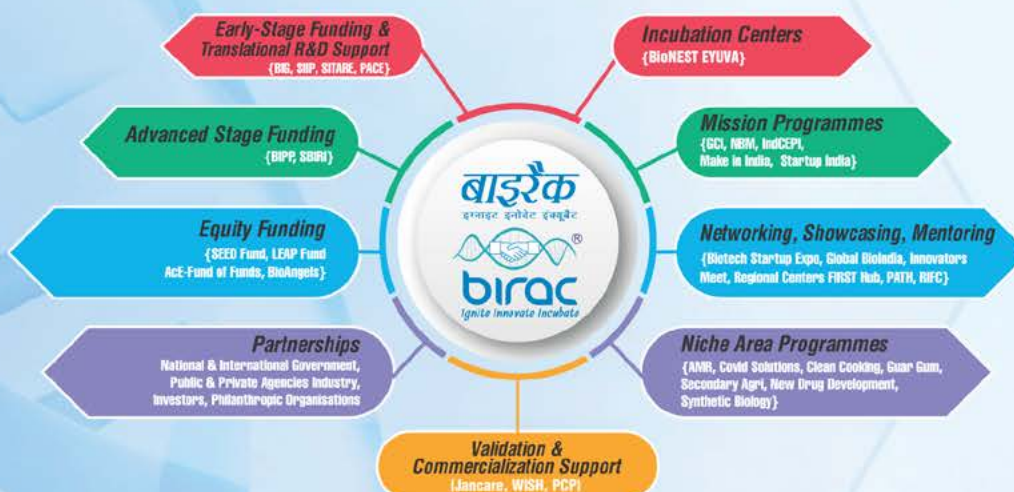 Early-Stage Funding &
Translational R&D Support
{BIG, SIIP, SITARE, PACE}
Incubation Centers
{BioNEST EYUVA}
Advanced Stage Funding
{BIPP, SBIRI}
Mission Programmes
{GCI, NBM, IndCEPI,
Make in India, Startup India}
बाइरैक
इग्नाइट इनोवेट इंक्यूबेट
®
birac
Ignite Innovate Incubate
Equity Funding
{SEED Fund, LEAP Fund
AcE-Fund of Funds, BioAngels}
Networking, Showcasing, Mentoring
{Biotech Startup Expo, Global BioIndia, Innovators
Meet, Regional Centers FIRST Hub, PATH, RIFC}
Partnerships
National & International Government,
Public & Private Agencies Industry,
Investors, Philanthropic Organisations
Niche Area Programmes
{AMR, Covid Solutions, Clean Cooking, Guar Gum,
Secondary Agri, New Drug Development,
Synthetic Biology}
Validation &
Commercialization Support
{Jancare, WISH, PCP}